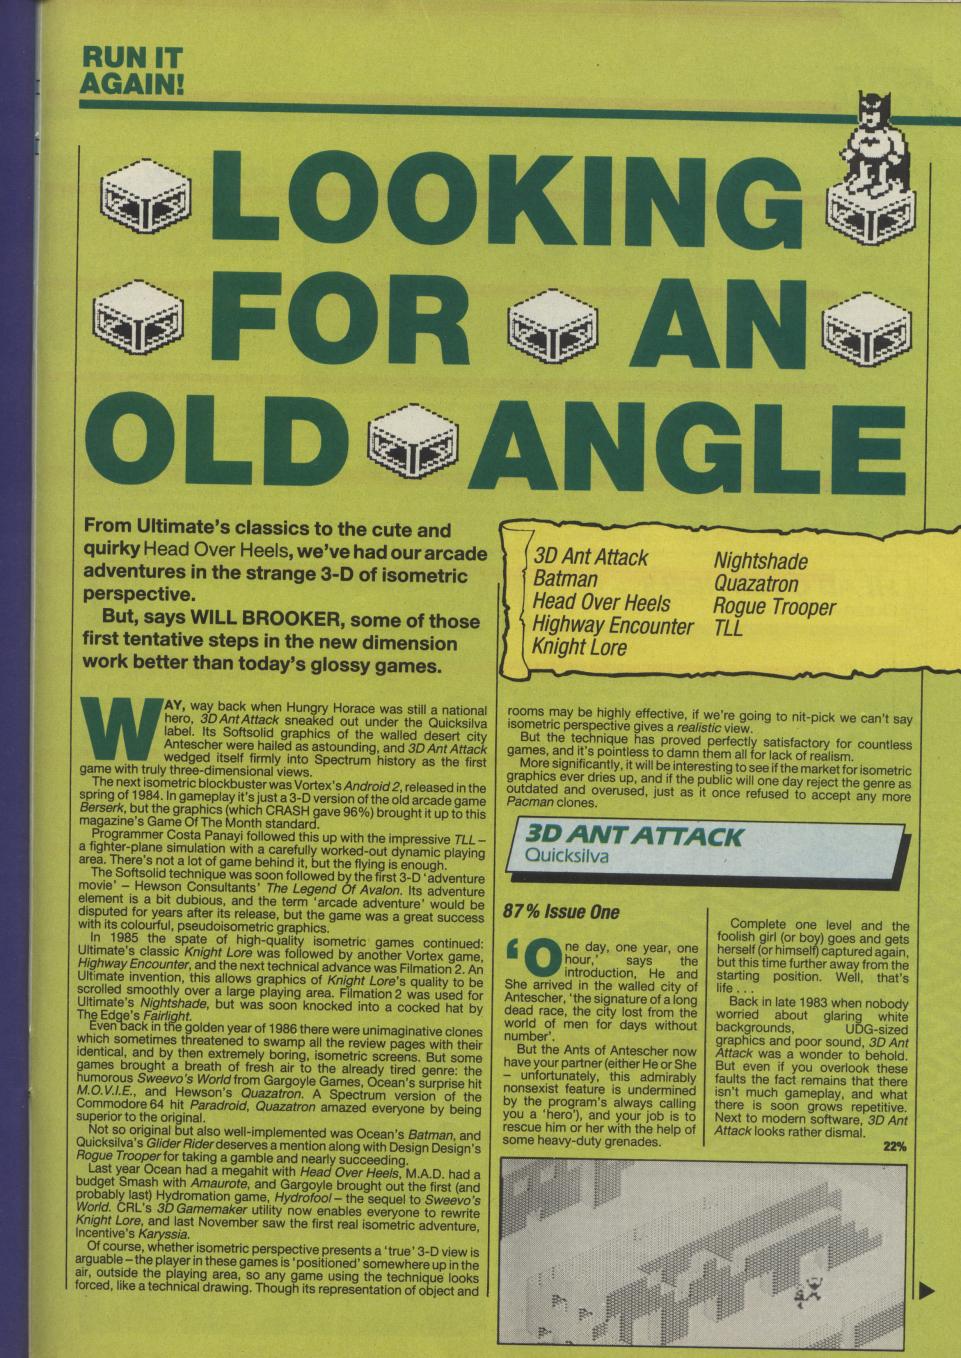 RUN IT
AGAIN!
LOOKING
FOR AN
OLD ANGLE
From Ultimate's classics to the cute and
quirky Head Over Heels, we've had our arcade
adventures in the strange 3-D of isometric
perspective.
But, says WILL BROOKER, some of those
first tentative steps in the new dimension
work better than today's glossy games.
3D Ant Attack
Batman
Head Over Heels
Highway Encounter
Knight Lore
Nightshade
Quazatron
Rogue Trooper
TLL
WAY, way back when Hungry Horace was still a national
hero, 3D Ant Attack sneaked out under the Quicksilva
label. Its Softsolid graphics of the walled desert city
Antescher were hailed as astounding, and 3D Ant Attack
wedged itself firmly into Spectrum history as the first
game with truly three-dimensional views.
The next isometric blockbuster was Vortex's Android 2, released in the
spring of 1984. In gameplay it's just a 3-D version of the old arcade game
Berserk, but the graphics (which CRASH gave 96%) brought it up to this
magazine's Game Of The Month standard.
Programmer Costa Panayi followed this up with the impressive TLL –
a fighter-plane simulation with a carefully worked-out dynamic playing
area. There's not a lot of game behind it, but the flying is enough.
The Softsolid technique was soon followed by the first 3-D 'adventure
movie' – Hewson Consultants' The Legend Of Avalon. Its adventure
element is a bit dubious, and the term 'arcade adventure' would be
disputed for years after its release, but the game was a great success
with its colourful, pseudoisometric graphics.
In 1985 the spate of high-quality isometric games continued:
Ultimate's classic Knight Lore was followed by another Vortex game,
Highway Encounter, and the next technical advance was Filmation 2. An
Ultimate invention, this allows graphics of Knight Lore's quality to be
scrolled smoothly over a large playing area. Filmation 2 was used for
Ultimate's Nightshade, but was soon knocked into a cocked hat by
The Edge's Fairlight.
Even back in the golden year of 1986 there were unimaginative clones
which sometimes threatened to swamp all the review pages with their
identical, and by then extremely boring, isometric screens. But some
games brought a breath of fresh air to the already tired genre: the
humorous Sweevo's World from Gargoyle Games, Ocean's surprise hit
M.O.V.I.E., and Hewson's Quazatron. A Spectrum version of the
Commodore 64 hit Paradroid, Quazatron amazed everyone by being
superior to the original.
Not so original but also well-implemented was Ocean's Batman, and
Quicksilva's Glider Rider deserves a mention along with Design Design's
Rogue Trooper for taking a gamble and nearly succeeding.
Last year Ocean had a megahit with Head Over Heels, M.A.D. had a
budget Smash with Amaurote, and Gargoyle brought out the first (and
probably last) Hydromation game, Hydrofool – the sequel to Sweevo's
World. CRL's 3D Gamemaker utility now enables everyone to rewrite
Knight Lore, and last November saw the first real isometric adventure,
Incentive's Karyssia.
Of course, whether isometric perspective presents a 'true' 3-D view is
arguable – the player in these games is 'positioned' somewhere up in the
air, outside the playing area, so any game using the technique looks
forced, like a technical drawing. Though its representation of object and
rooms may be highly effective, if we're going to nit-pick we can't say
isometric perspective gives a realistic view.
But the technique has proved perfectly satisfactory for countless
games, and it's pointless to damn them all for lack of realism.
More significantly, it will be interesting to see if the market for isometric
graphics ever dries up, and if the public will one day reject the genre as
outdated and overused, just as it once refused to accept any more
Pacman clones.
3D ANT ATTACK
Quicksilva
87% Issue One
'One day, one year, one
hour,' says the
introduction, He and
She arrived in the walled city of
Antescher, 'the signature of a long
dead race, the city lost from the
world of men for days without
number'.
But the Ants of Antescher now
have your partner (either He or She
– unfortunately, this admirably
nonsexist feature is undermined
by the program's always calling
you a 'hero'), and your job is to
rescue him or her with the help of
some heavy-duty grenades.
Complete one level and the
foolish girl (or boy) goes and gets
herself (or himself) captured again,
but this time further away from the
starting position. Well, that's
life . . .
Back in late 1983 when nobody
worried about glaring white
backgrounds, UDG-sized
graphics and poor sound, 3D Ant
Attack was a wonder to behold.
But even if you overlook these
faults the fact remains that there
isn't much gameplay, and what
there is soon grows repetitive.
Next to modern software, 3D Ant
Attack looks rather dismal.
22%